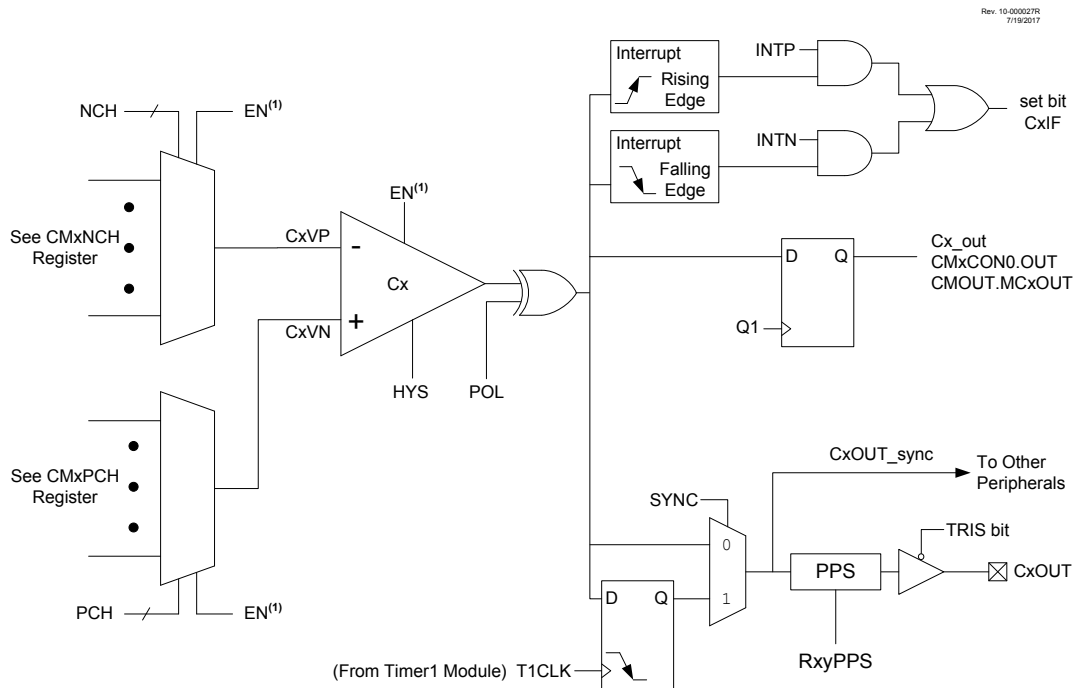 Rev. 10-000027R
7/19/2017
Interrupt
Rising
Edge
INTP
set bit
CxIF
Interrupt
Falling
Edge
INTN
NCH
EN(1)
See CMxNCH
Register
CxVP
EN(1)
-
Cx
+
CxVN
HYS
POL
D
Q
Q1
Cx_out
CMxCON0.OUT
CMOUT.MCxOUT
See CMxPCH
Register
PCH
EN(1)
CxOUT_sync
To Other
Peripherals
SYNC
0
1
TRIS bit
PPS
CxOUT
RxyPPS
D
Q
(From Timer1 Module) T1CLK